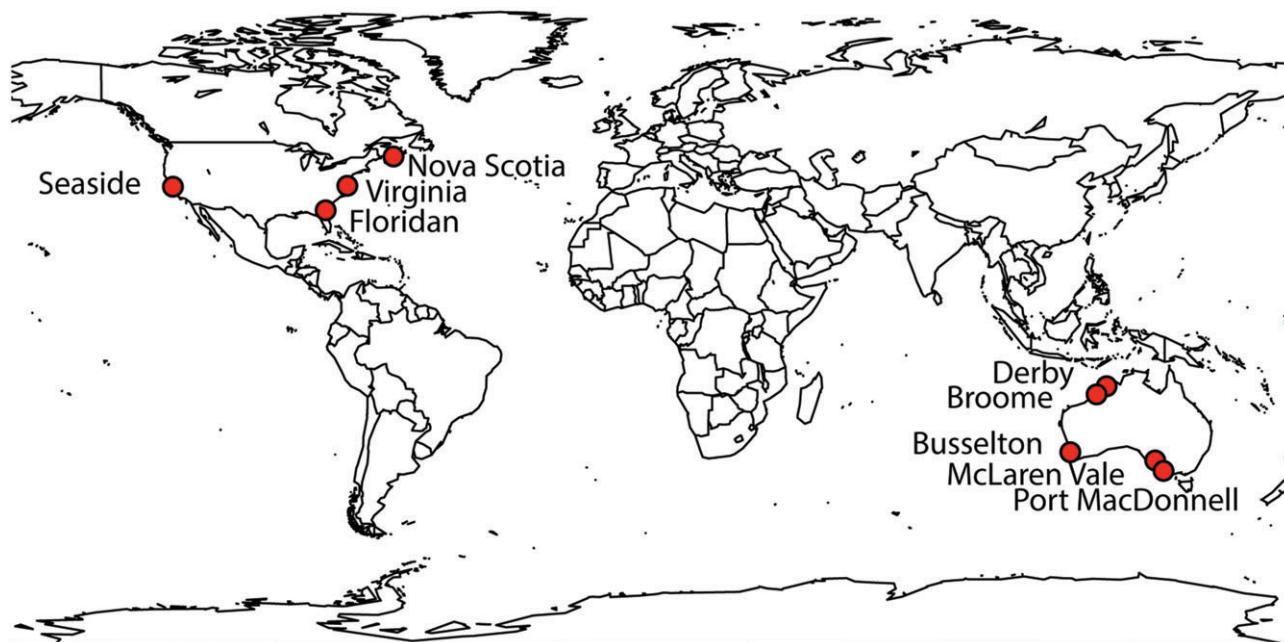 Nova Scotia
Seaside
Virginia
Floridan
Derby
Broome
Busselton
McLaren Vale
Port MacDonnell